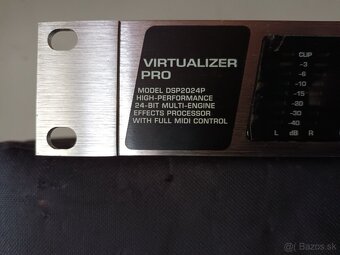 VIRTUALIZER
PRO
MODEL DSP2024P
HIGH-PERFORMANCE
24-BIT MULTI-ENGINE
EFFECTS PROCESSOR
WITH FULL MIDI CONTROL
CLIP
-3
-6
-10
-15
-20
-30
-40
L dB R
Bazos.sk